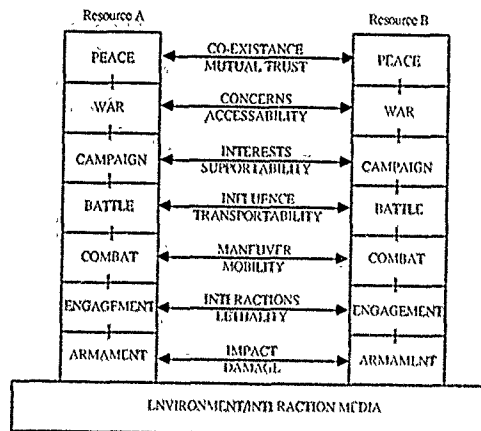 Resource A Resource B
PEACE CO-EXISTANCE PEACE
MUTUAL TRUST
WAR CONCERNS WAR
ACCESSABILITY
CAMPAIGN INTERESTS CAMPAIGN
SUPPORTABILITY
BATTLE INFLUENCE BATTLE
TRANSPORTABILITY
COMBAT MANEUVER COMBAT
MOBILITY
ENGAGEMENT INTERACTIONS ENGAGEMENT
LETHALITY
ARMAMENT IMPACT ARMAMENT
DAMAGE
ENVIRONMENT/INTERACTION MEDIA